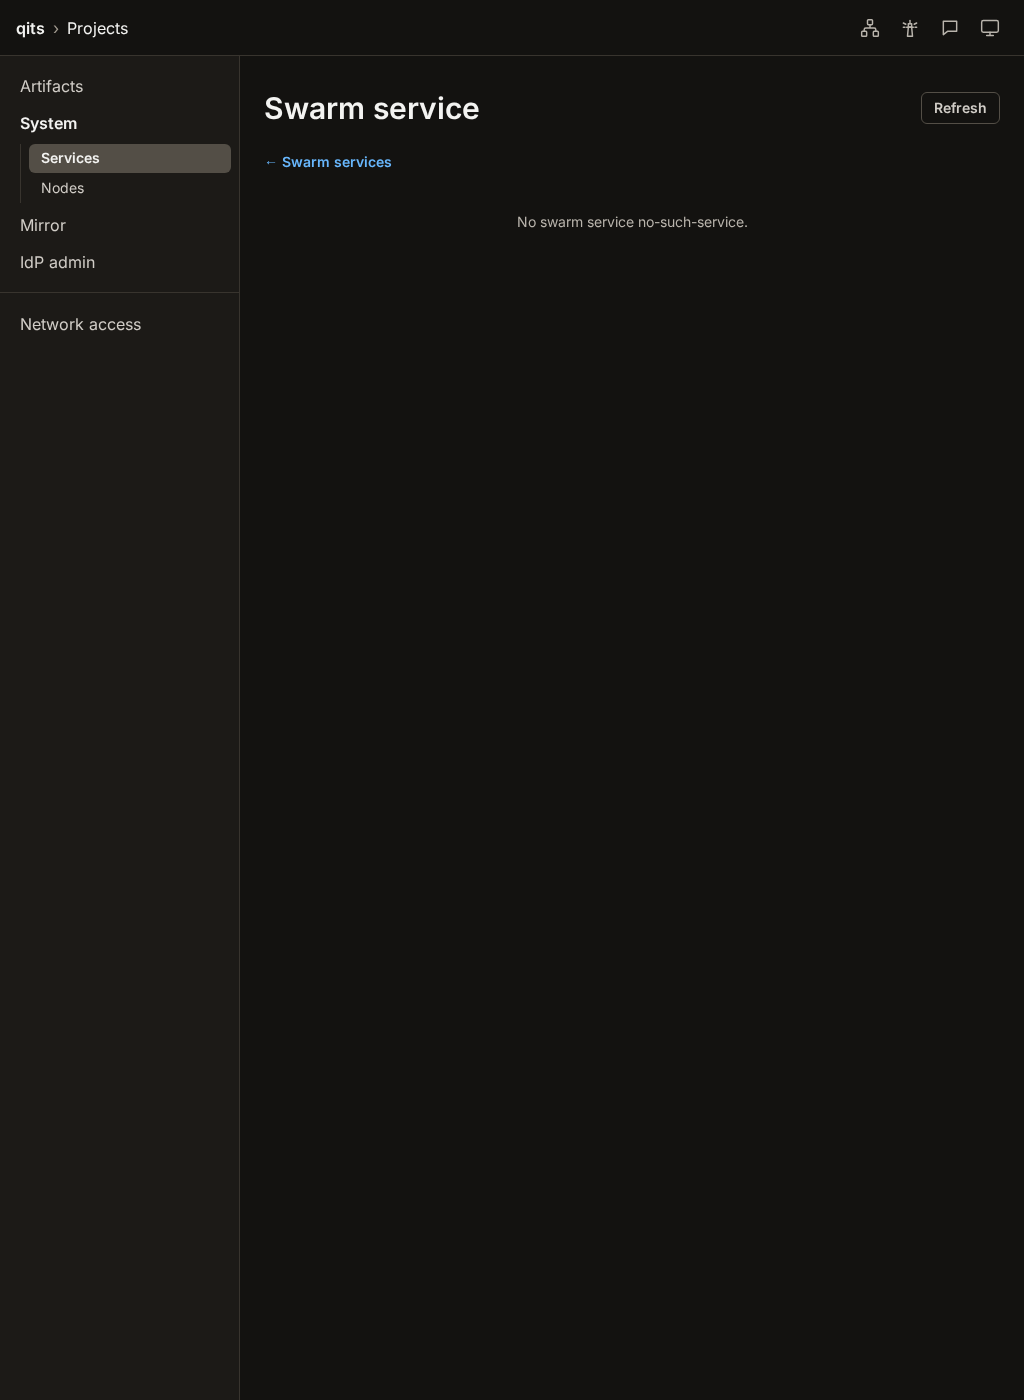 qits › Projects
Artifacts
System
Services
Nodes
Mirror
IdP admin
Network access
Swarm service
Refresh
← Swarm services
No swarm service no-such-service.